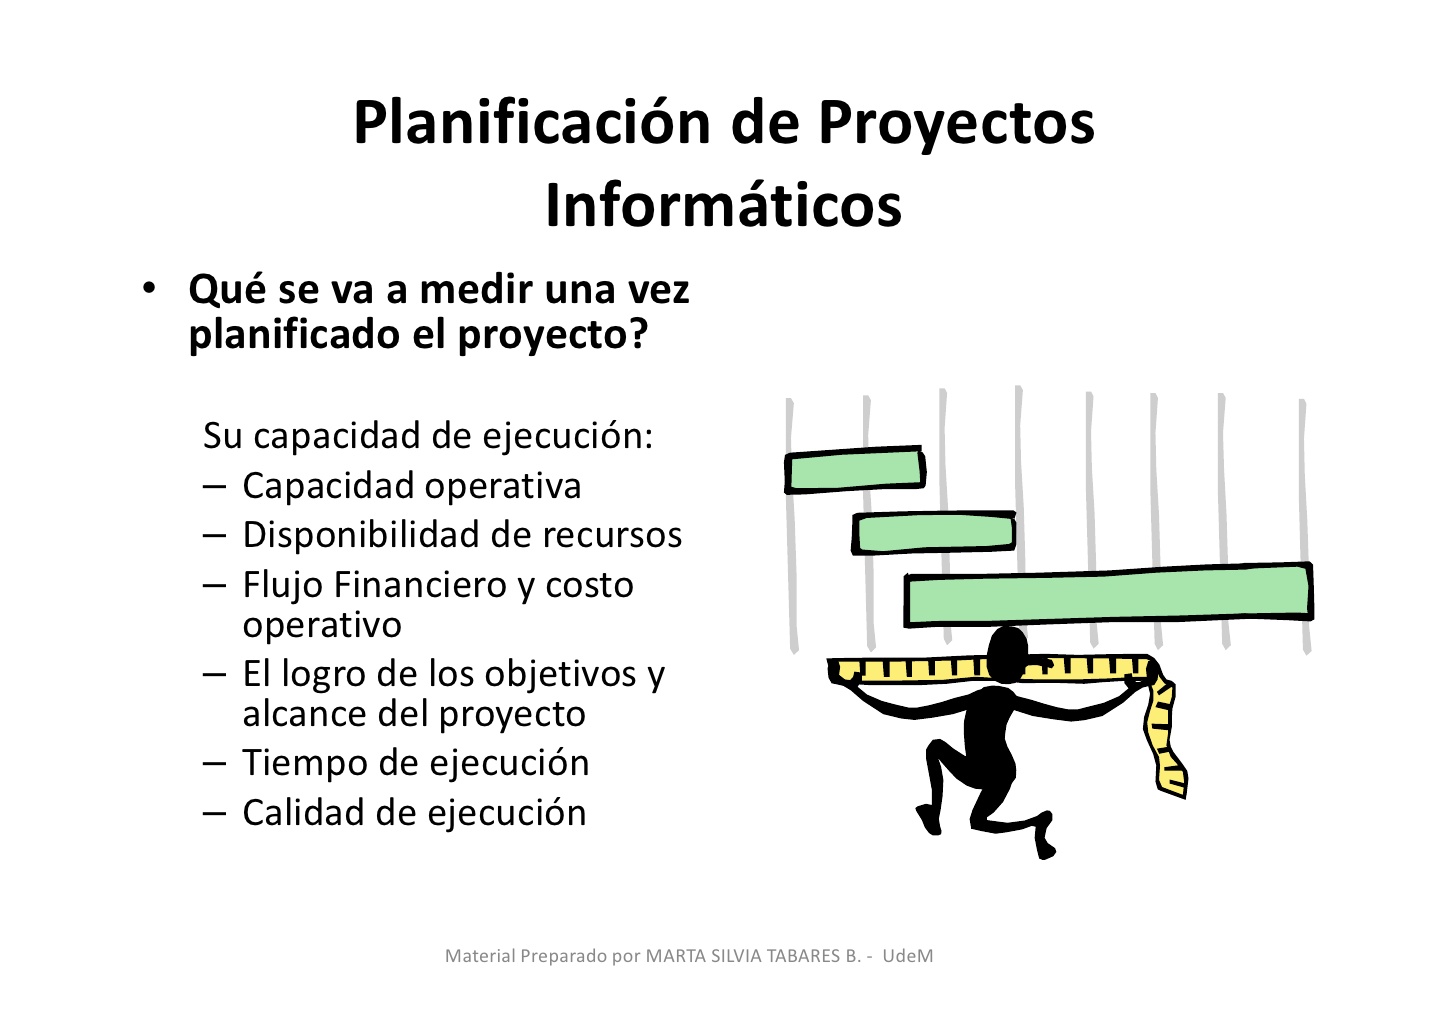 Planificación de Proyectos
Informáticos
• Qué se va a medir una vez
planificado el proyecto?
Su capacidad de ejecución:
– Capacidad operativa
– Disponibilidad de recursos
– Flujo Financiero y costo
operativo
– El logro de los objetivos y
alcance del proyecto
– Tiempo de ejecución
– Calidad de ejecución
Material Preparado por MARTA SILVIA TABARES B. - UdeM